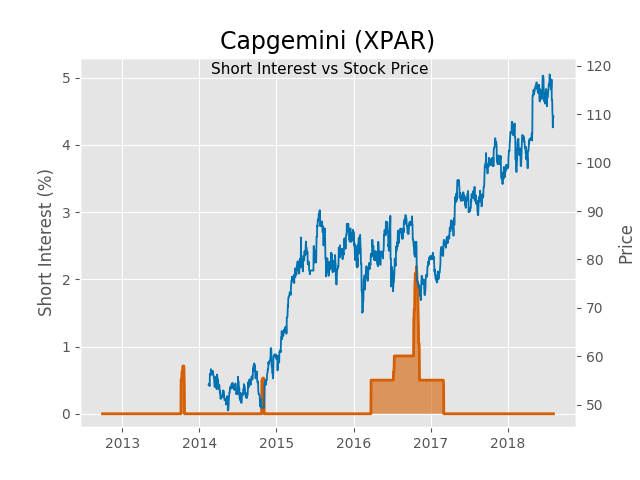 Capgemini (XPAR)
Short Interest vs Stock Price
Short Interest (%)
5
4
3
2
1
0
120
110
100
90
80
70
60
50
Price
2013 2014 2015 2016 2017 2018